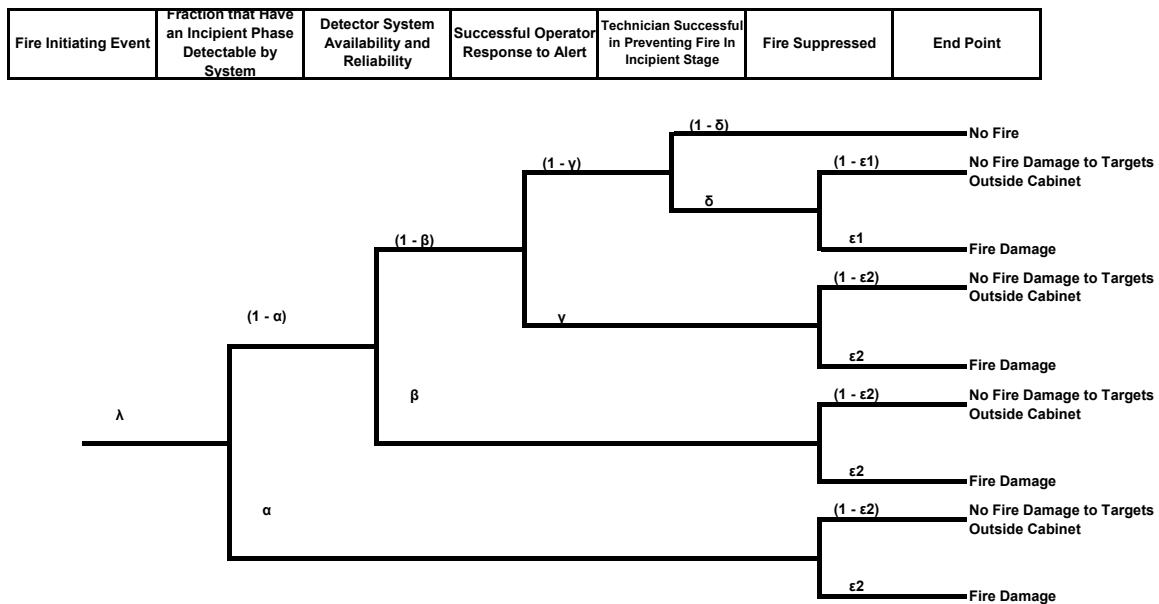 Fire Initiating Event
Fraction that Have
an Incipient Phase
Detectable by
System
Detector System
Availability and
Reliability
Successful Operator
Response to Alert
Technician Successful
in Preventing Fire In
Incipient Stage
Fire Suppressed
End Point
(1 - δ)
No Fire
(1 - γ)
(1 - ε1)
No Fire Damage to Targets
Outside Cabinet
δ
(1 - β)
ε1
Fire Damage
(1 - ε2)
No Fire Damage to Targets
Outside Cabinet
(1 - α)
γ
ε2
Fire Damage
β
(1 - ε2)
No Fire Damage to Targets
Outside Cabinet
λ
ε2
Fire Damage
α
(1 - ε2)
No Fire Damage to Targets
Outside Cabinet
ε2
Fire Damage